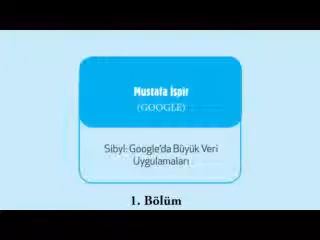 Mustafa İspir
(GOOGLE)
Sibyl: Google'da Büyük Veri
Uygulamaları
1. Bölüm